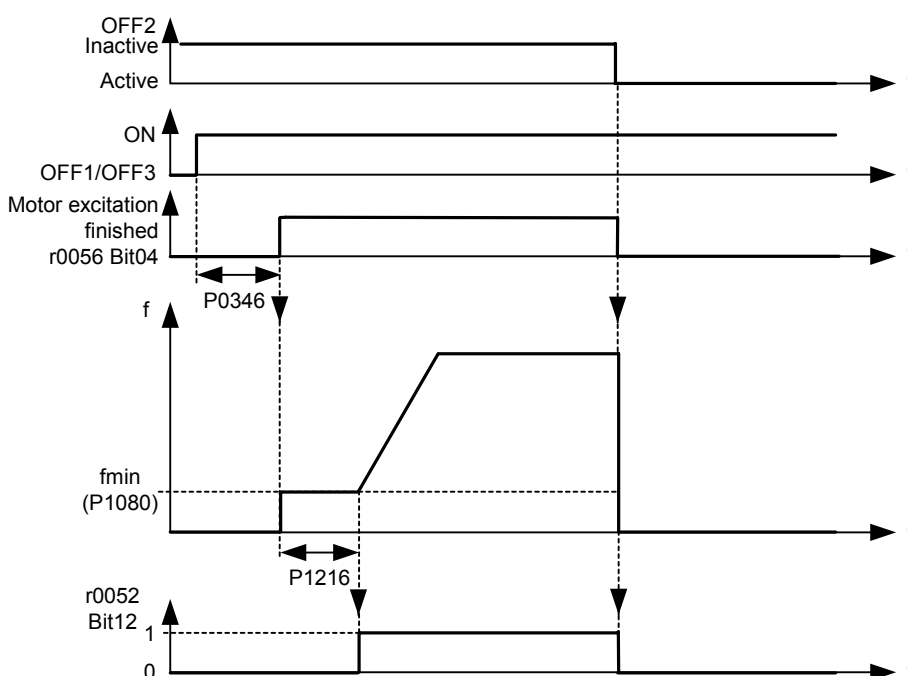 OFF2
Inactive
Active
ON
OFF1/OFF3
Motor excitation
finished
r0056 Bit04
P0346
f
fmin
(P1080)
P1216
r0052
Bit12
1
0